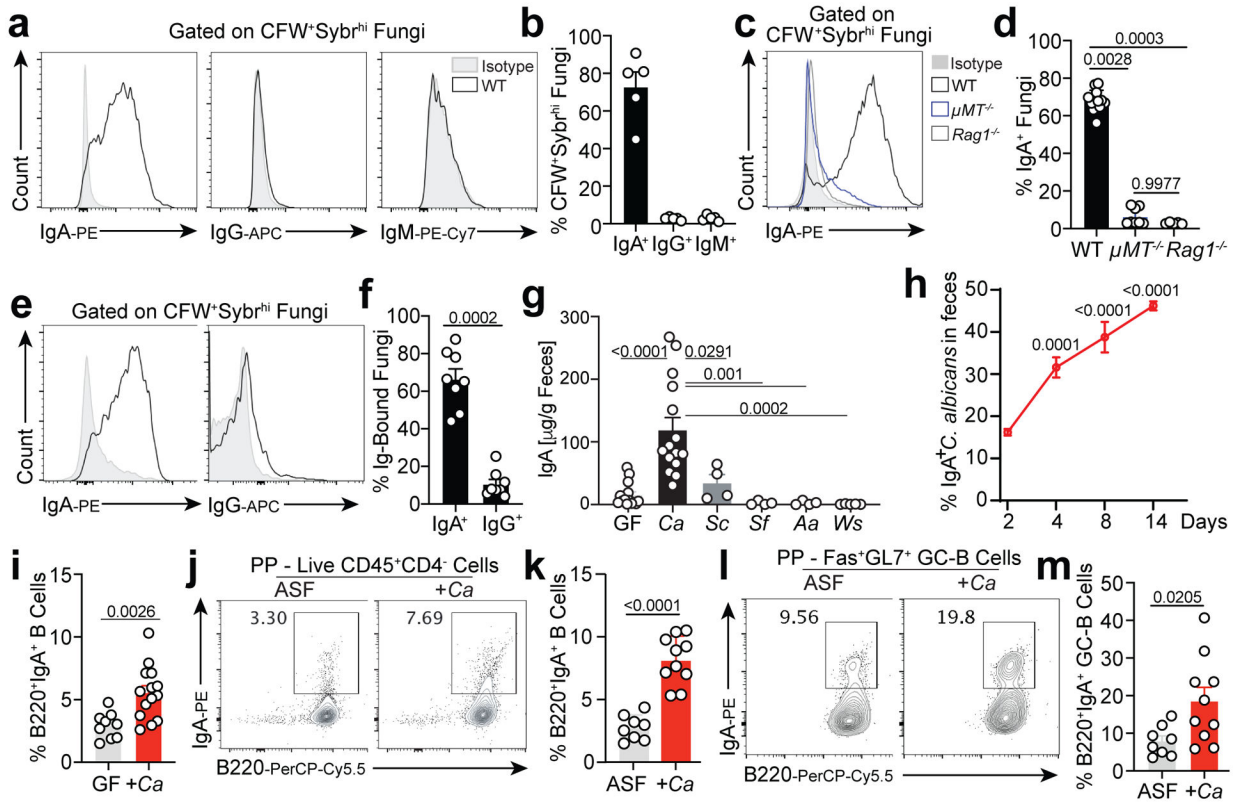 a
Gated on CFW⁺Sybrʰⁱ Fungi
Count
Isotype
WT
IgA-PE
IgG-APC
IgM-PE-Cy7
b
% CFW⁺Sybrʰⁱ Fungi
100
80
60
40
20
0
IgA⁺ IgG⁺ IgM⁺
c
Gated on
CFW⁺Sybrʰⁱ Fungi
Count
Isotype
WT
µMT⁻/⁻
Rag1⁻/⁻
IgA-PE
d
% IgA⁺ Fungi
100
80
60
40
20
0
0.0003
0.0028
0.9977
WT µMT⁻/⁻ Rag1⁻/⁻
e
Gated on CFW⁺Sybrʰⁱ Fungi
Count
IgA-PE
IgG-APC
f
% Ig-Bound Fungi
100
80
60
40
20
0
0.0002
IgA⁺ IgG⁺
g
IgA [µg/g Feces]
300
200
100
0
<0.0001
0.0291
0.001
0.0002
GF Ca Sc Sf Aa Ws
h
% IgA⁺C. albicans in feces
50
40
30
20
10
0
0.0001
<0.0001
<0.0001
2 4 8 14 Days
i
% B220⁺IgA⁺ B Cells
15
10
5
0
0.0026
GF +Ca
j
PP - Live CD45⁺CD4⁻ Cells
ASF
+Ca
3.30
7.69
IgA-PE
B220-PerCP-Cy5.5
k
% B220⁺IgA⁺ B Cells
15
10
5
0
<0.0001
ASF +Ca
l
PP - Fas⁺GL7⁺ GC-B Cells
ASF
+Ca
9.56
19.8
IgA-PE
B220-PerCP-Cy5.5
m
% B220⁺IgA⁺ GC-B Cells
50
40
30
20
10
0
0.0205
ASF +Ca